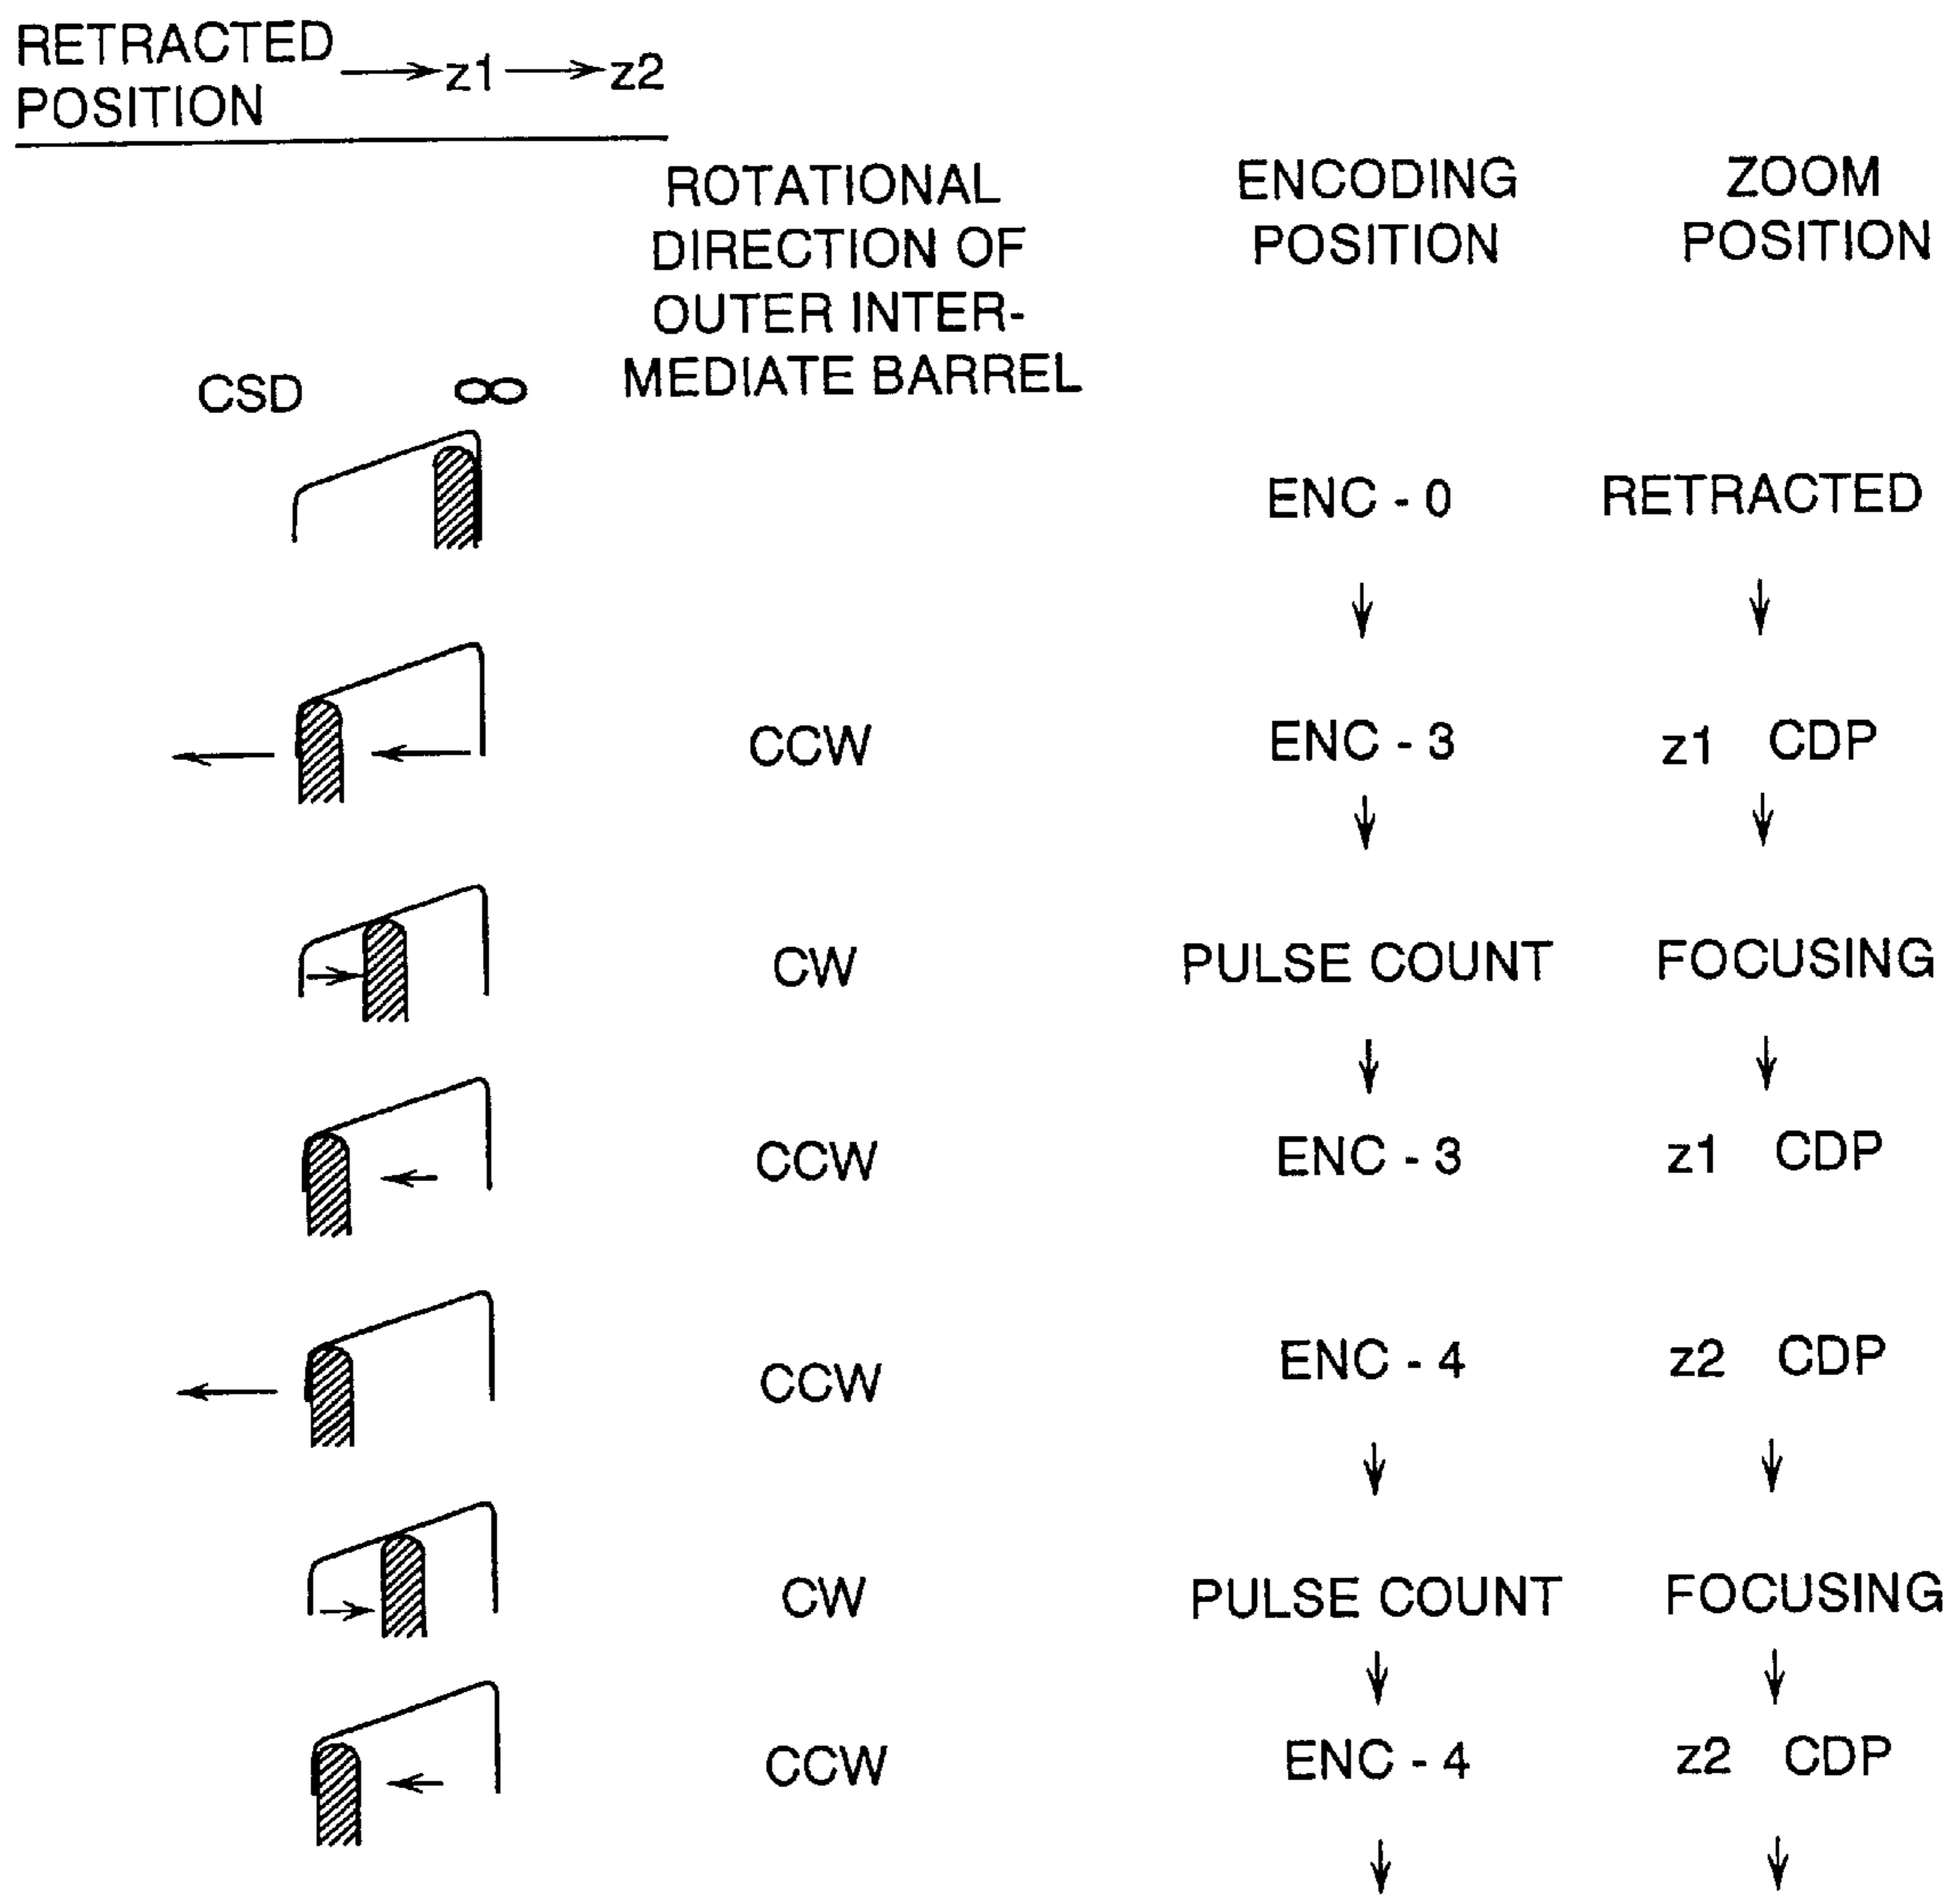 RETRACTED
POSITION
z1
z2
ROTATIONAL
DIRECTION OF
OUTER INTER-
MEDIATE BARREL
ENCODING
POSITION
ZOOM
POSITION
CSD ∞
ENC - 0 RETRACTED
CCW ENC - 3 z1 CDP
CW PULSE COUNT FOCUSING
CCW ENC - 3 z1 CDP
CCW ENC - 4 z2 CDP
CW PULSE COUNT FOCUSING
CCW ENC - 4 z2 CDP